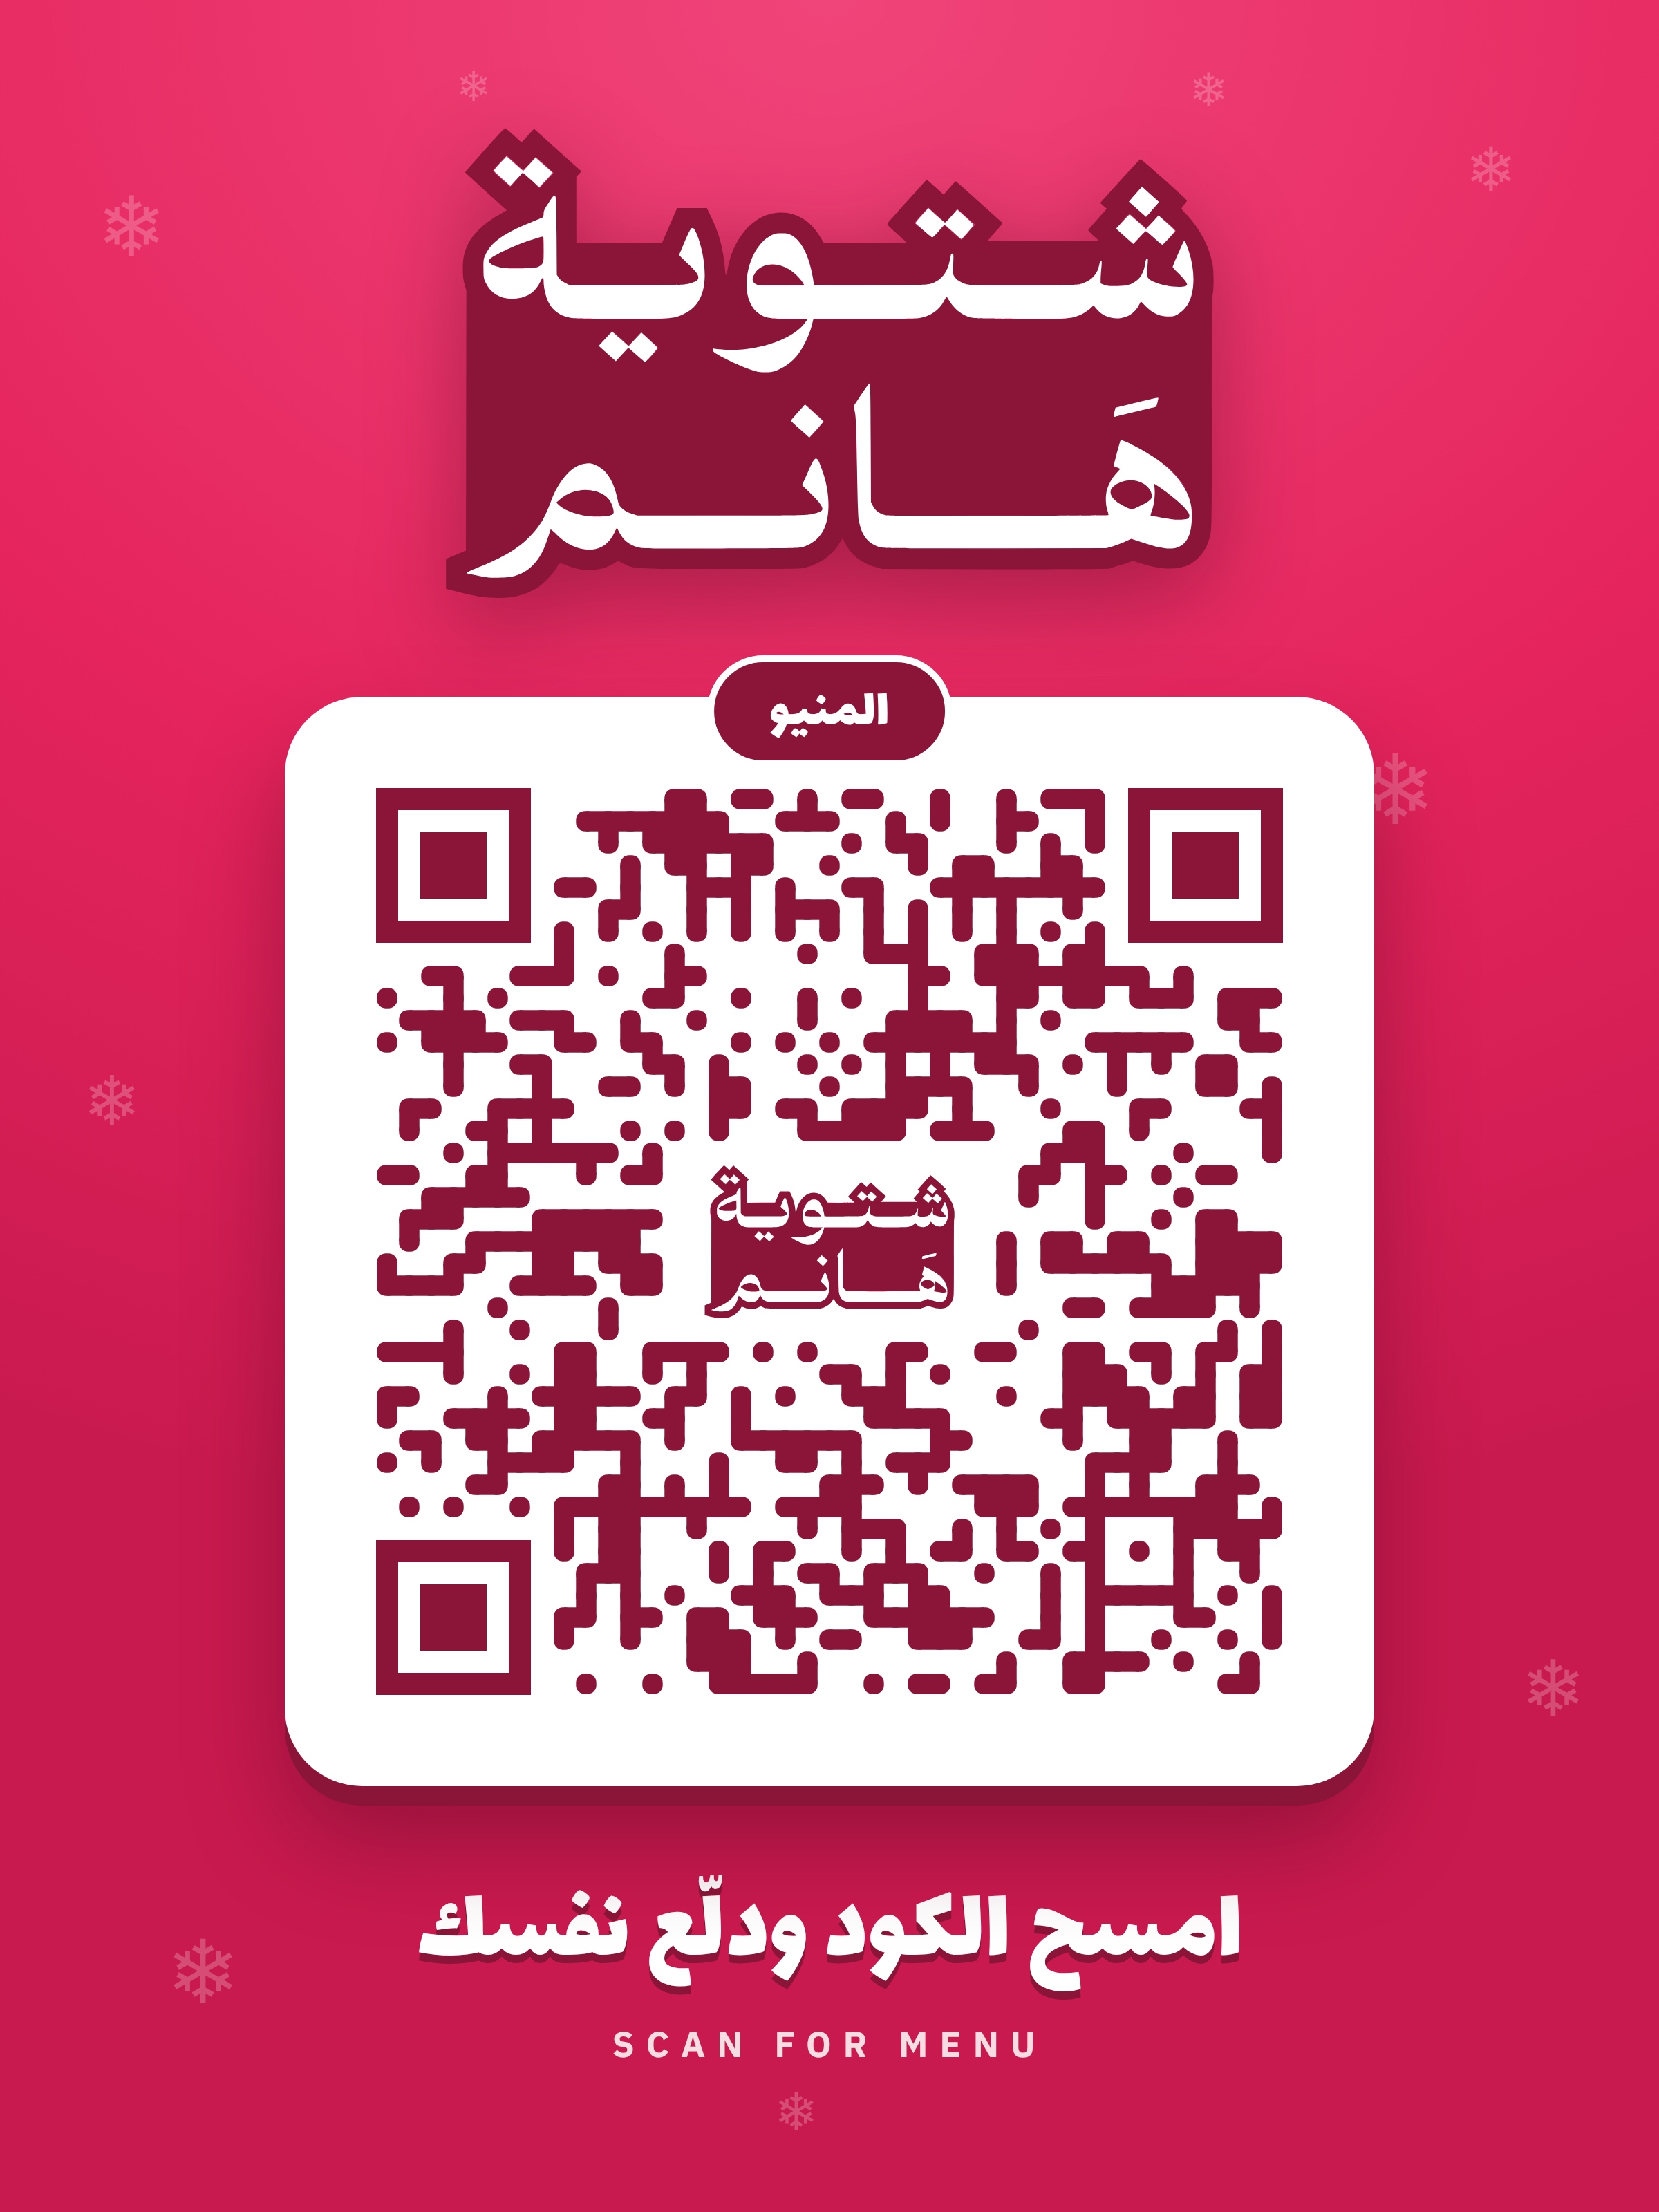 شتوية
هَانم
المنيو
شتوية
هَانم
امسح الكود ودلّع نفسك
SCAN FOR MENU